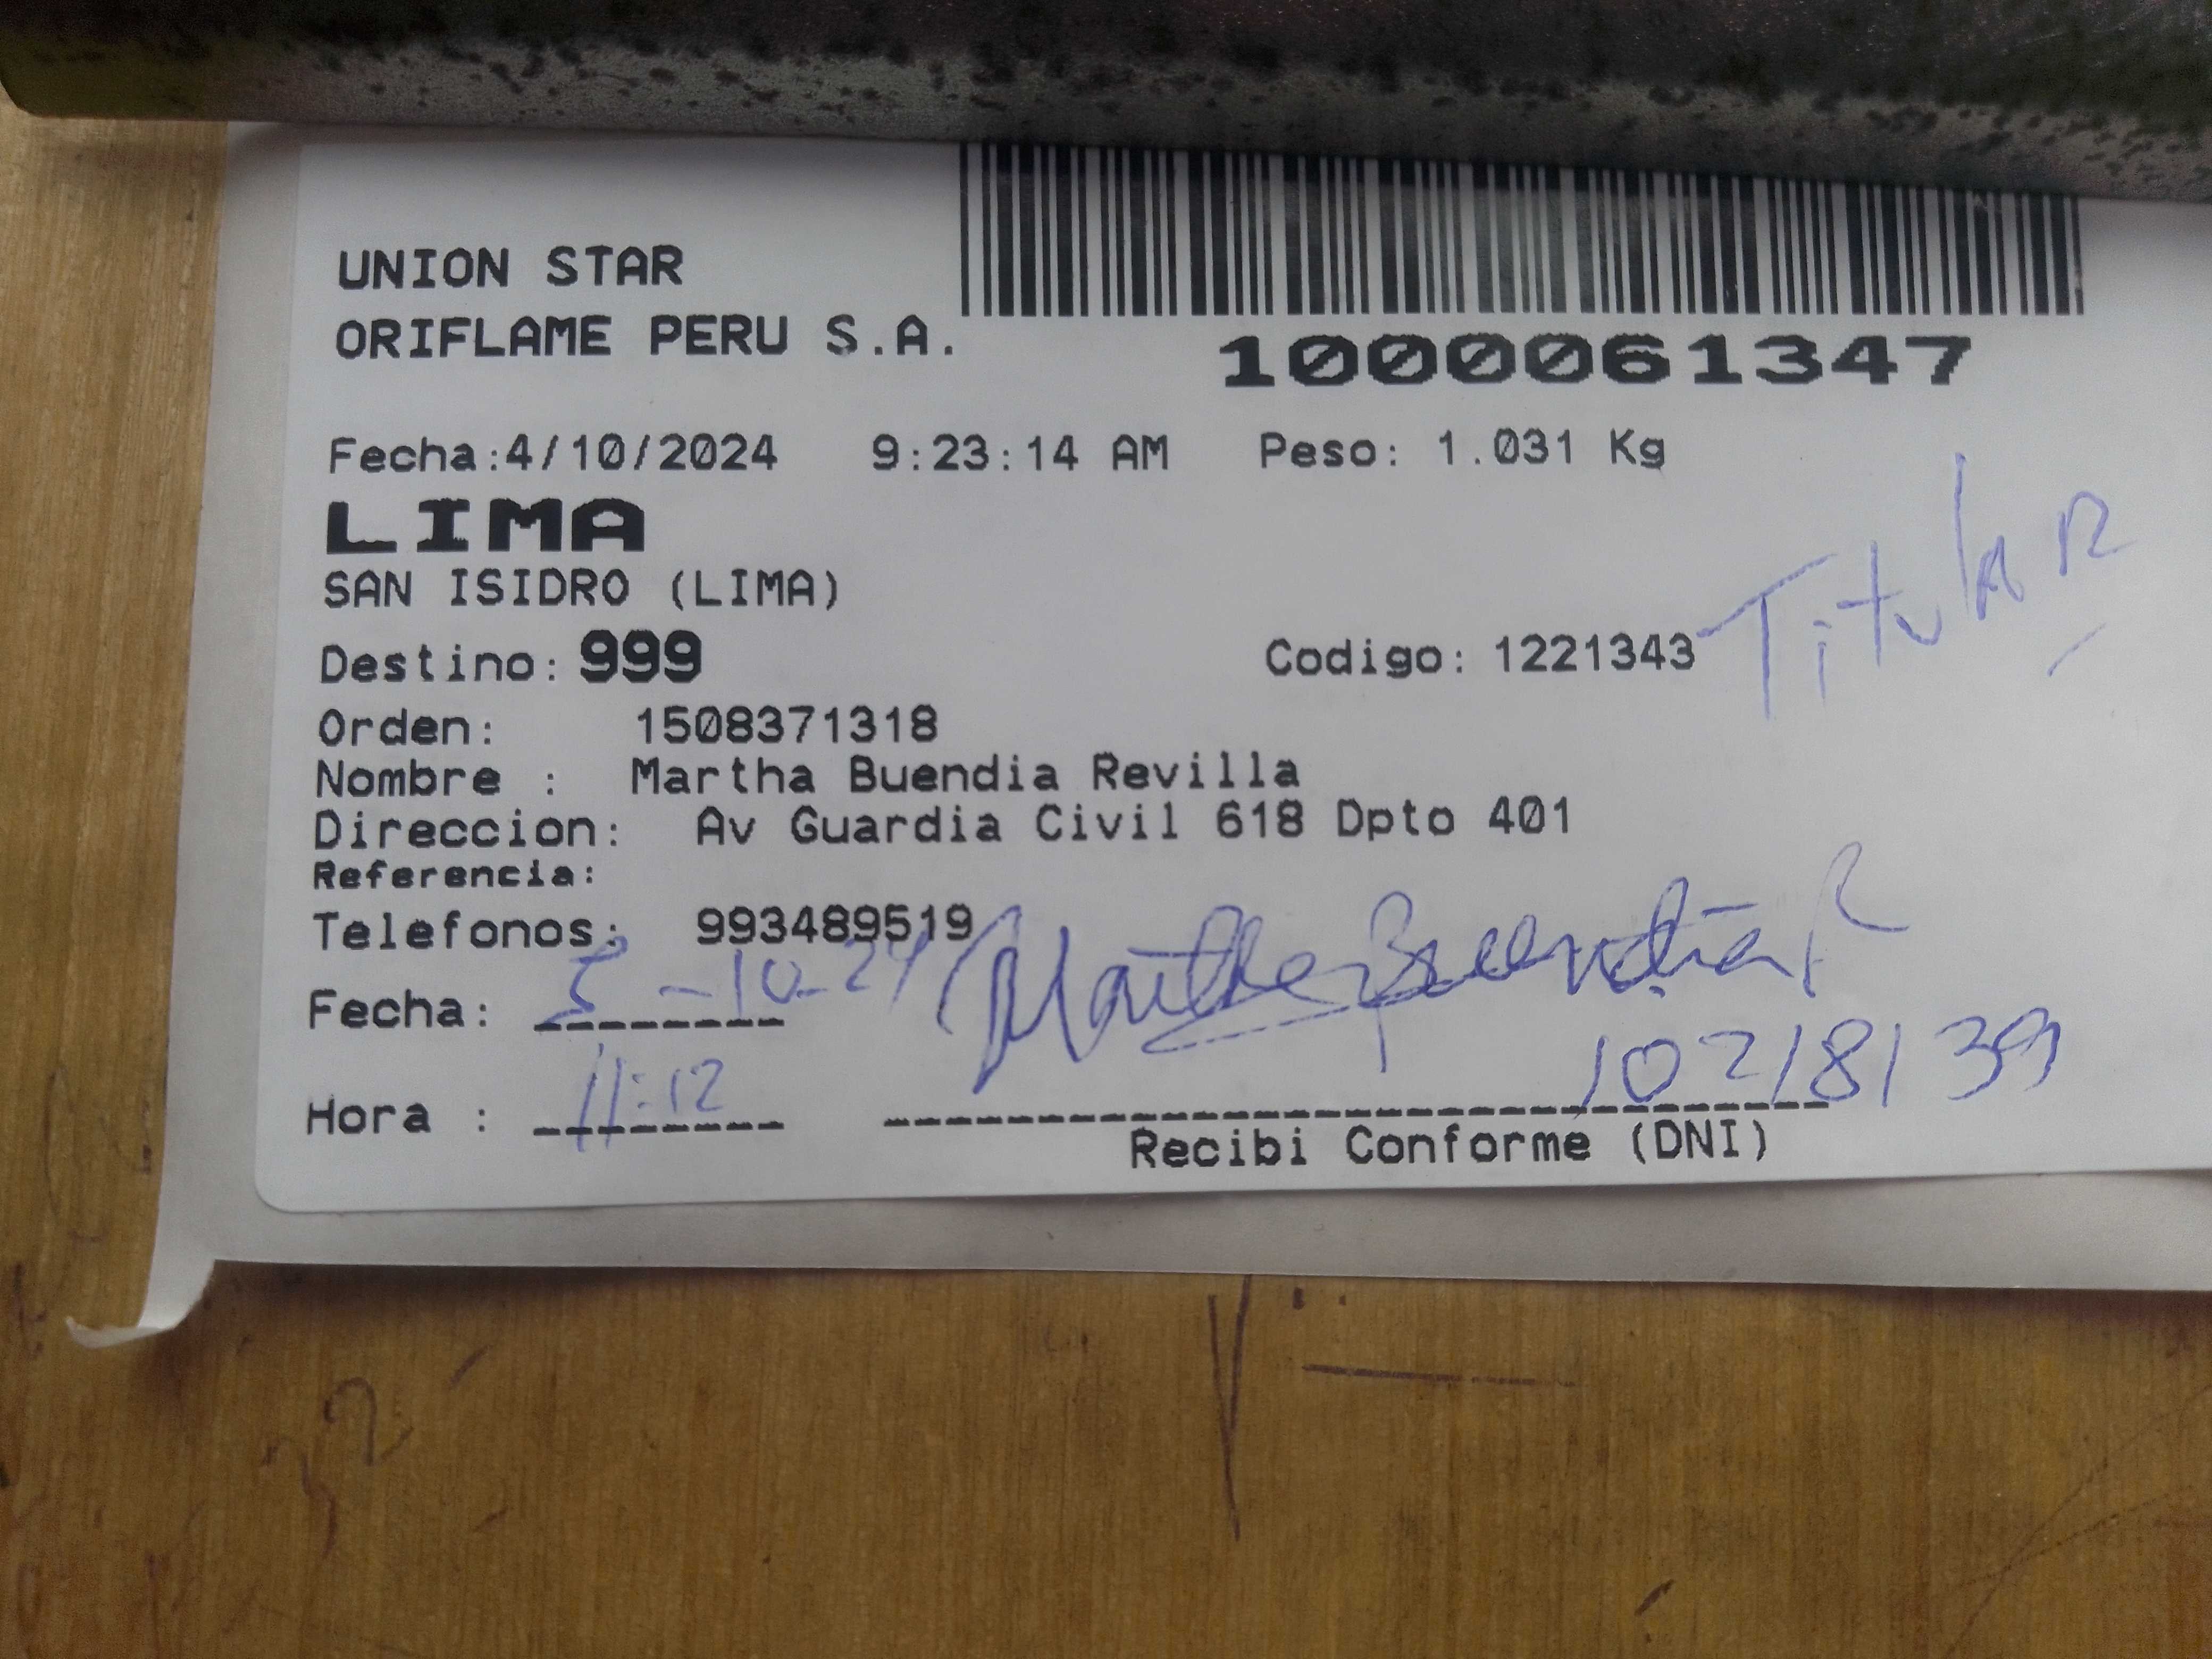 UNION STAR
ORIFLAME PERU S.A.
1000061347
Fecha:4/10/2024 9:23:14 AM Peso: 1.031 Kg
LIMA
SAN ISIDRO (LIMA)
Destino: 999 Codigo: 1221343 Titular
Orden: 1508371318
Nombre : Martha Buendia Revilla
Direccion: Av Guardia Civil 618 Dpto 401
Referencia:
Telefonos: 993489519
Fecha: 5-10-24 Martha Buendia R
10218139
Hora : 11:12
Recibi Conforme (DNI)